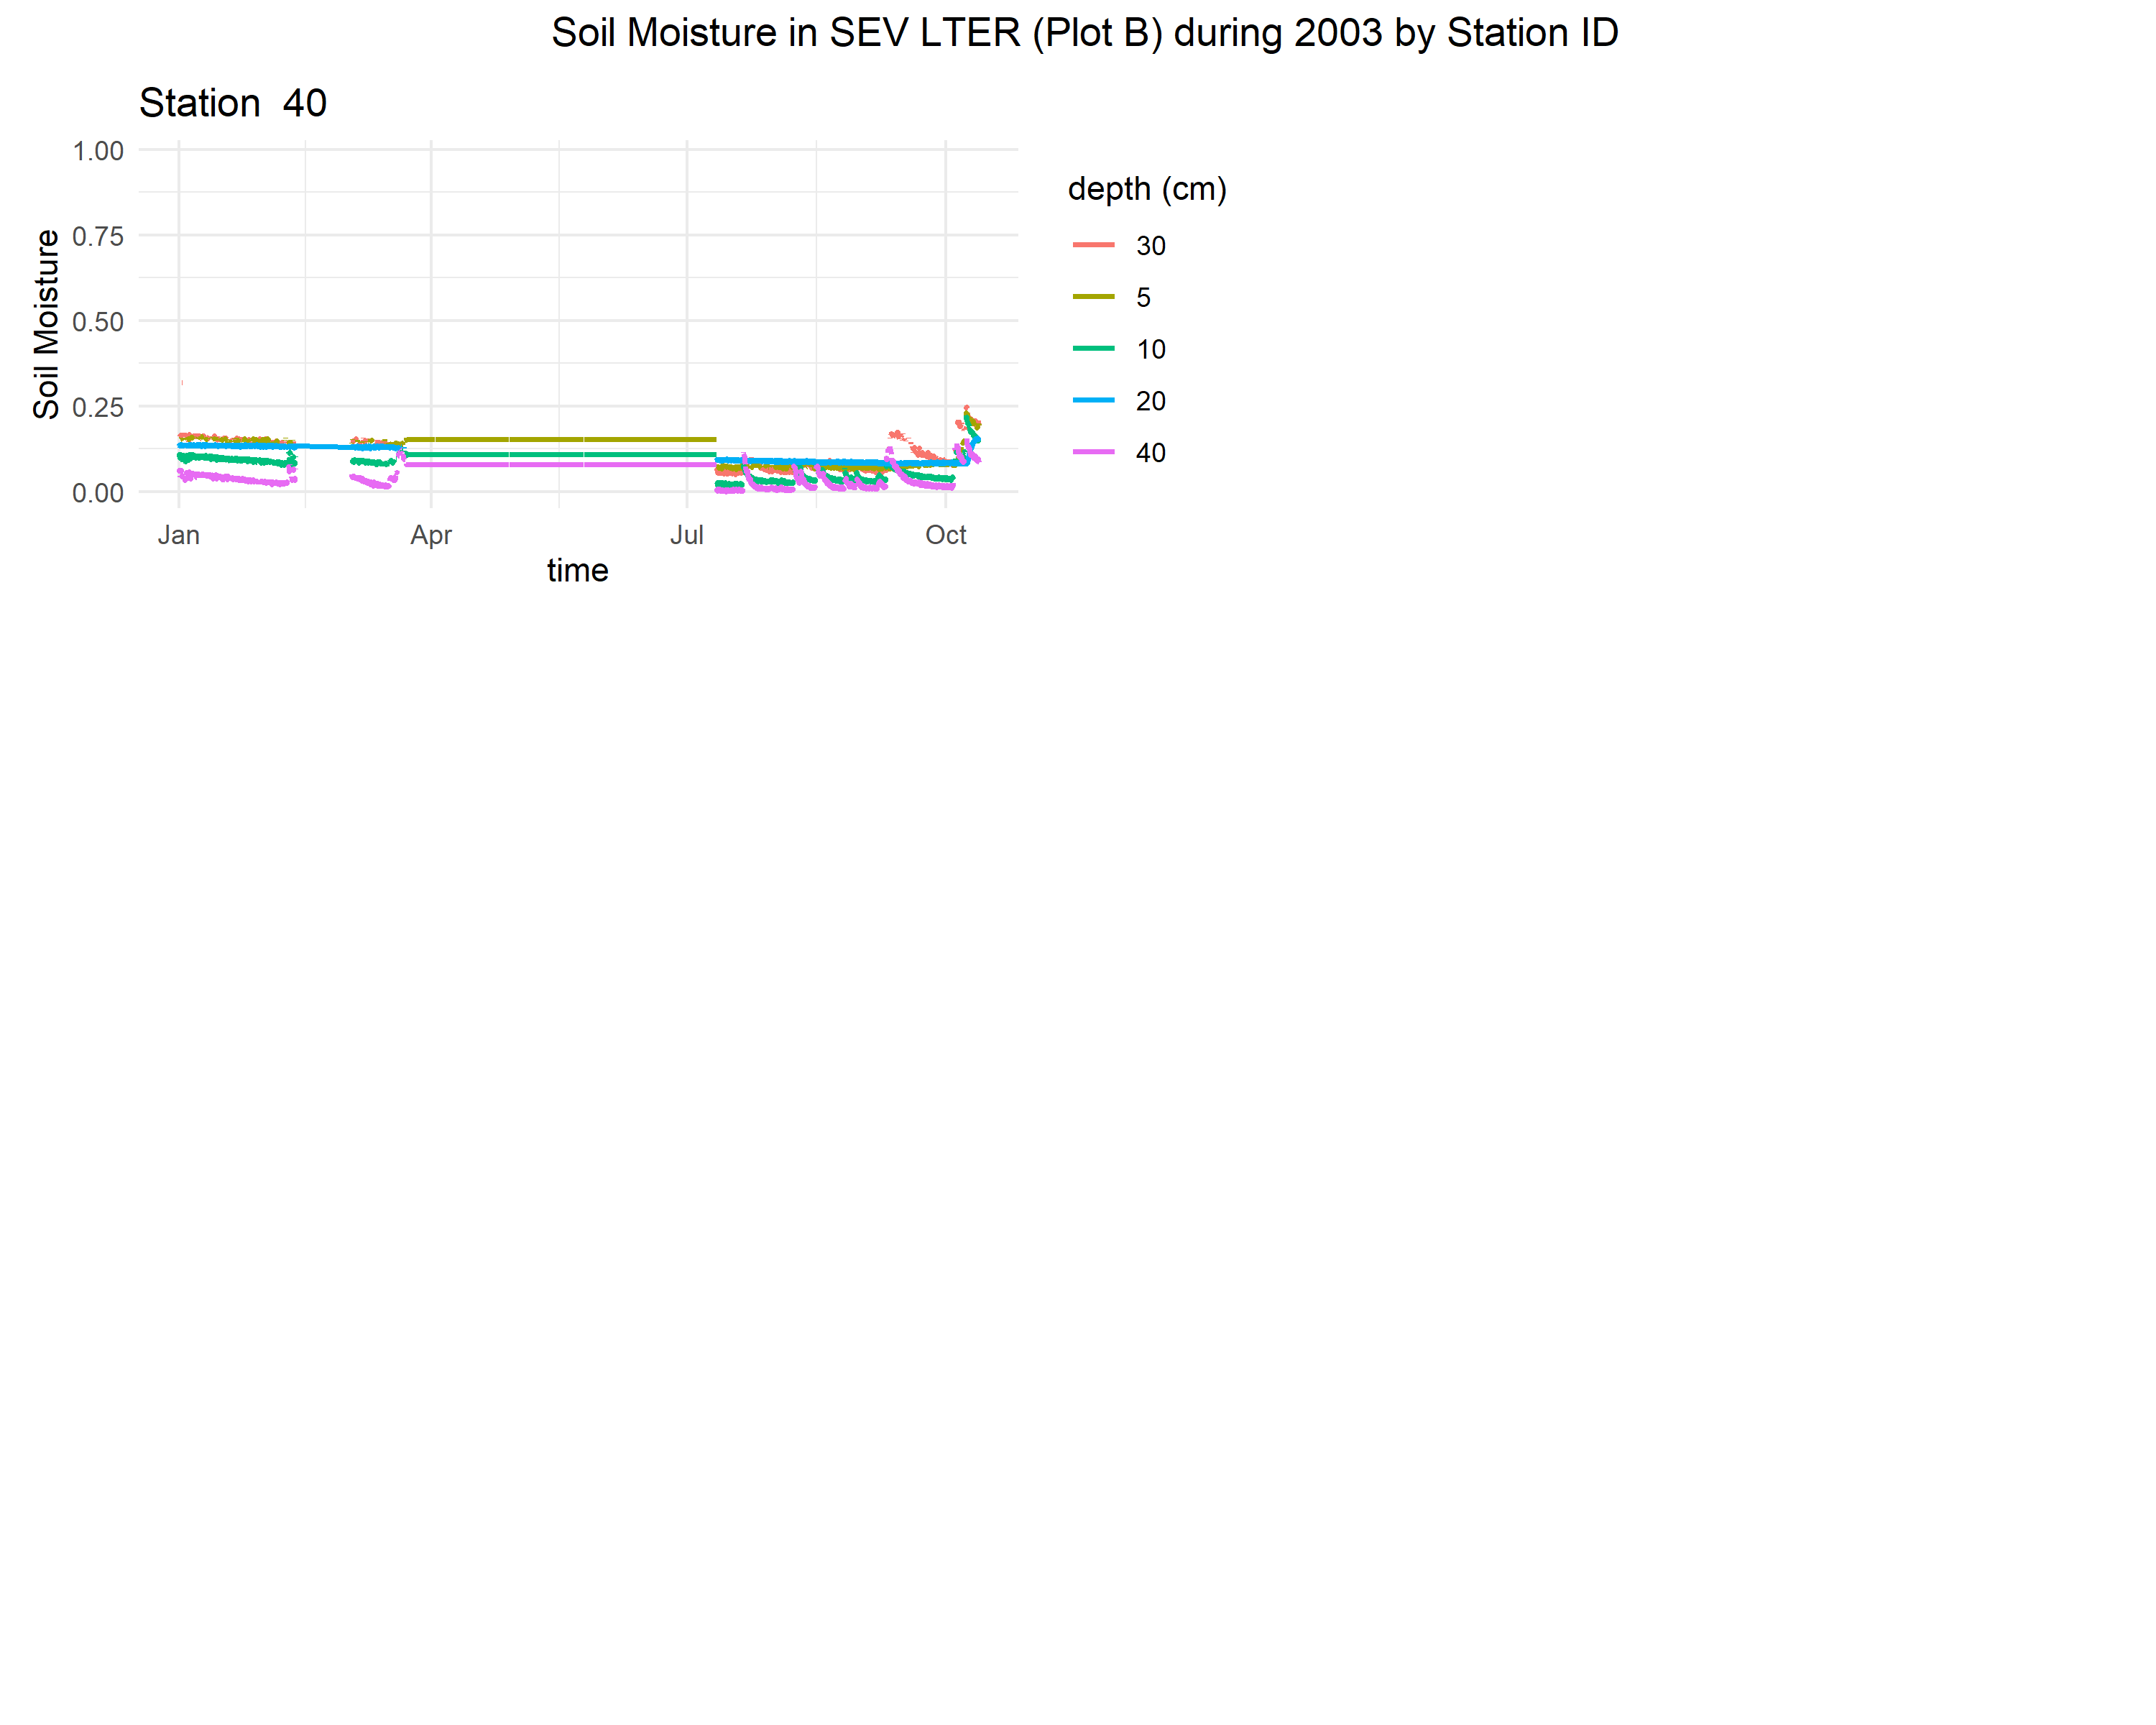 Soil Moisture in SEV LTER (Plot B) during 2003 by Station ID
Station  40
1.00
0.75
0.50
0.25
0.00
Soil Moisture
Jan Apr Jul Oct
time
depth (cm)
30
5
10
20
40